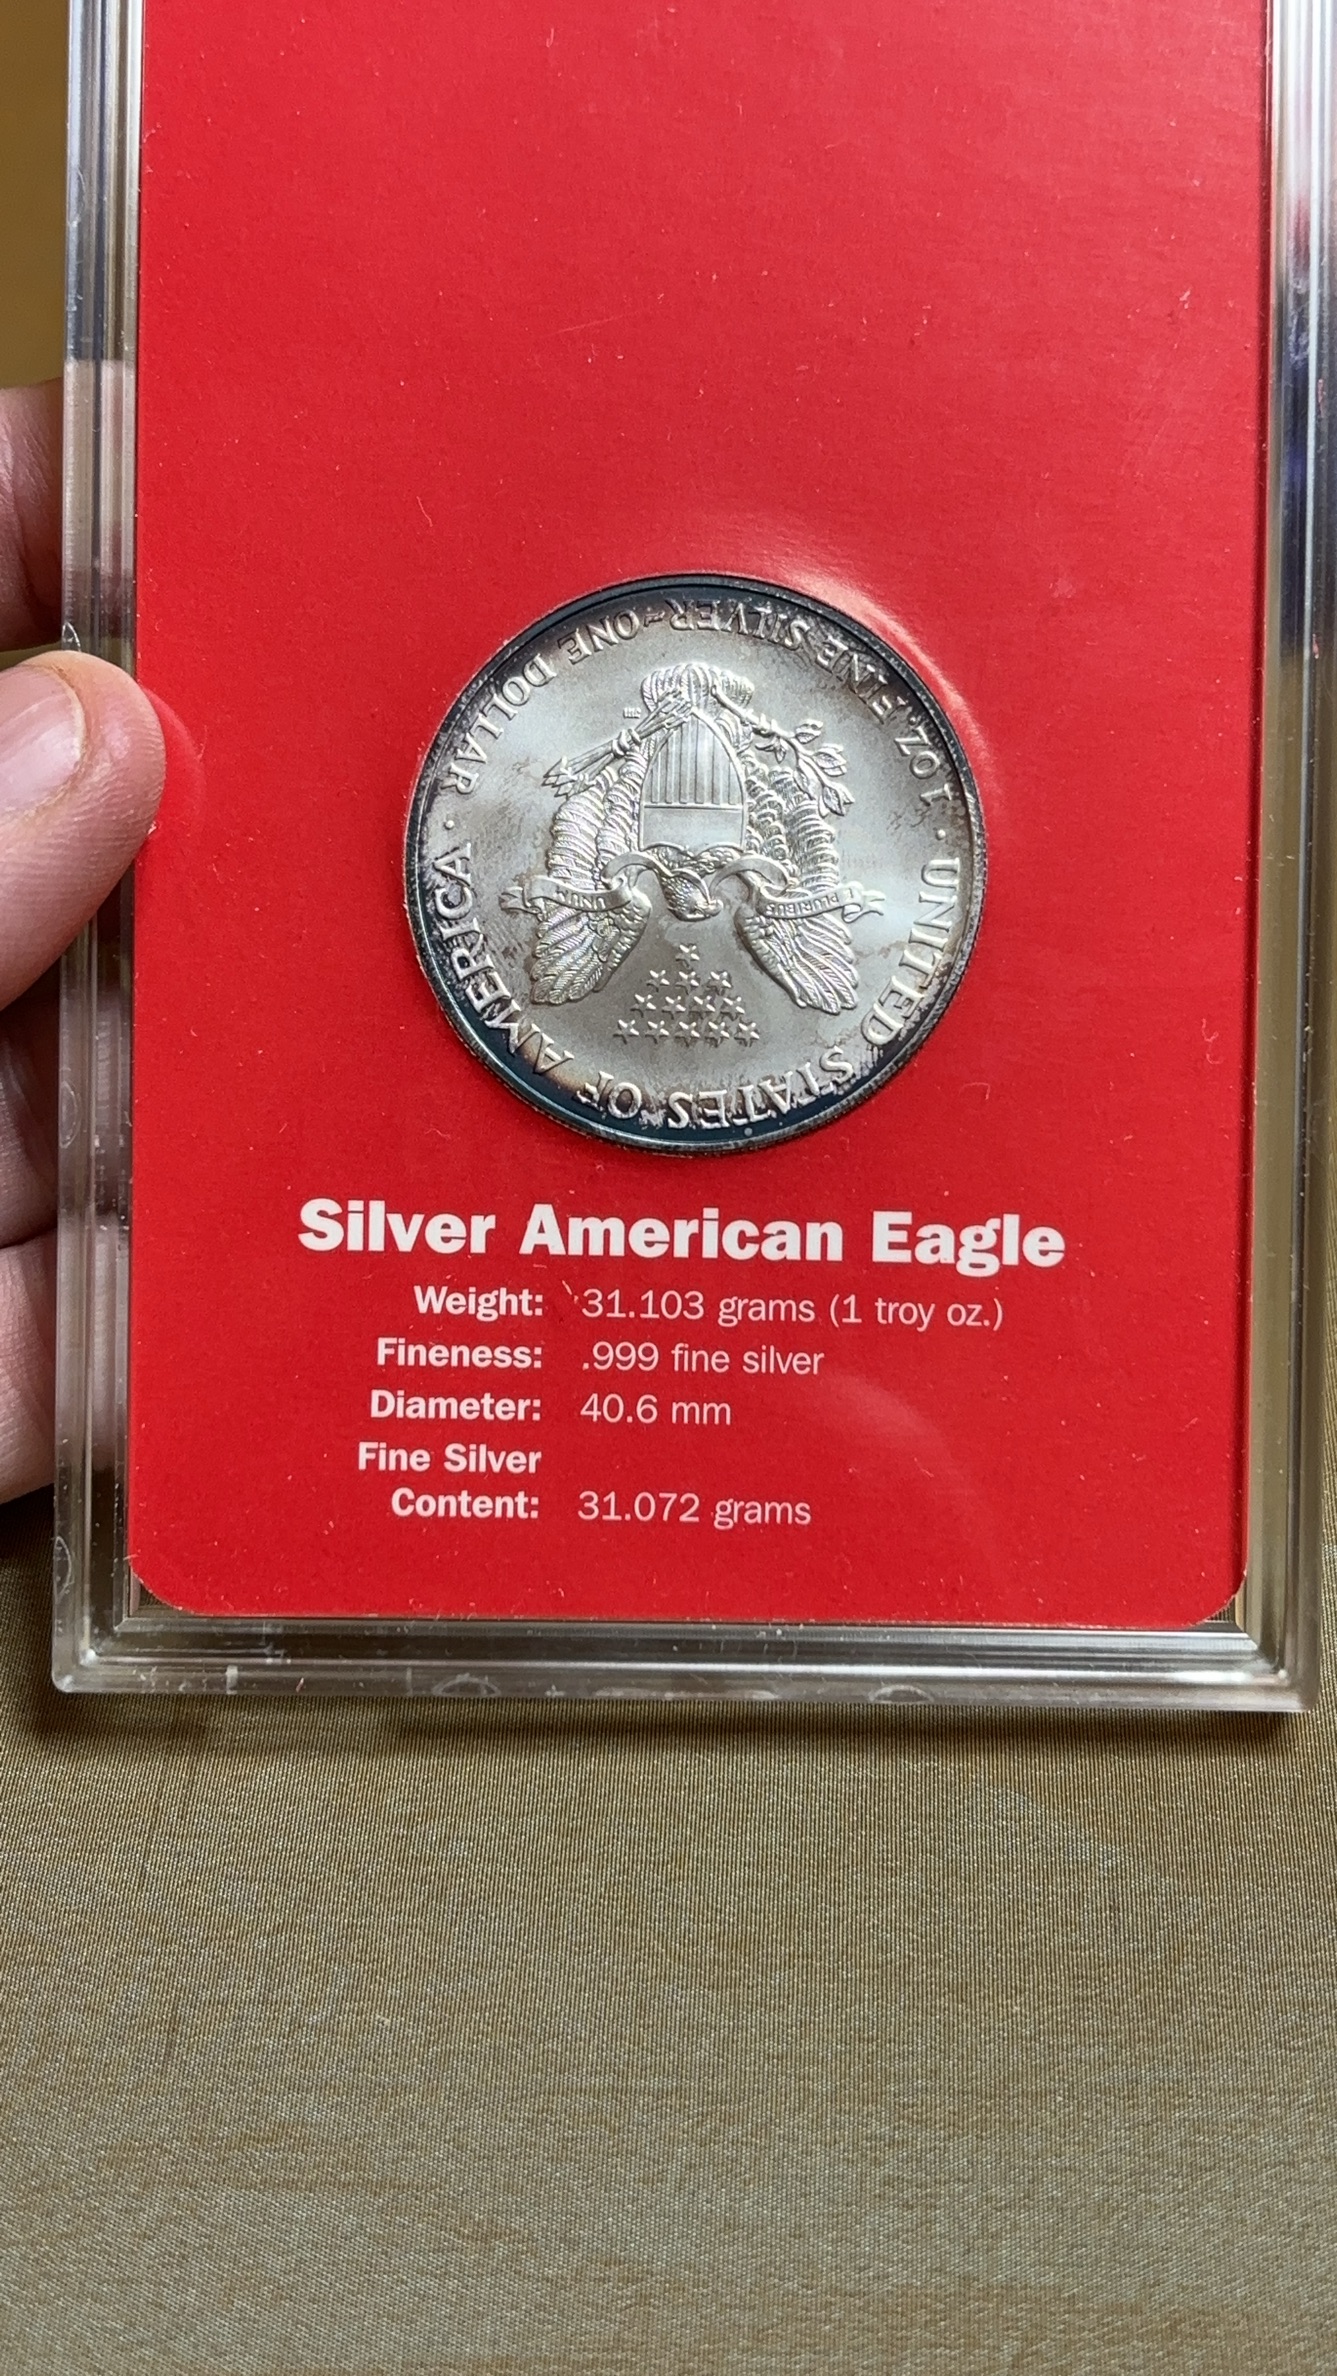 UNITED STATES OF AMERICA · 1 OZ. FINE SILVER~ONE DOLLAR ·
PLURIBUS UNUM
Silver American Eagle
Weight: 31.103 grams (1 troy oz.)
Fineness: .999 fine silver
Diameter: 40.6 mm
Fine Silver
Content: 31.072 grams